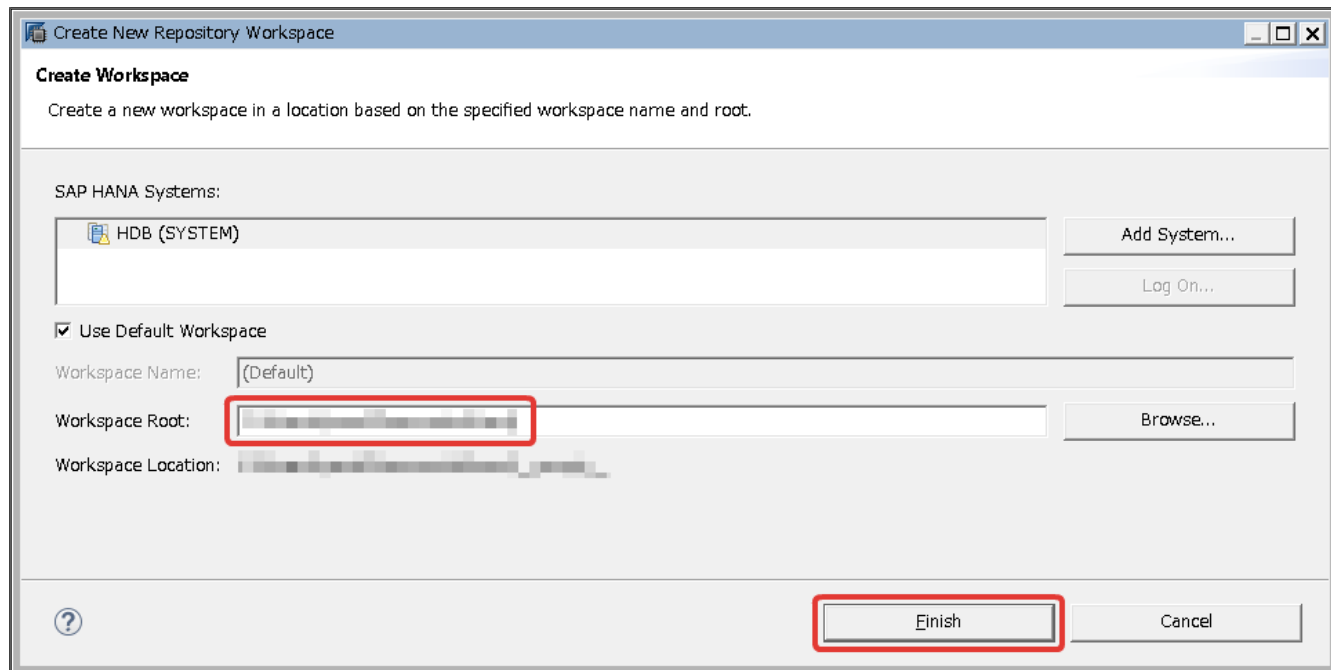 Create New Repository Workspace
Create Workspace
Create a new workspace in a location based on the specified workspace name and root.
SAP HANA Systems:
HDB (SYSTEM)
Add System...
Log On...
Use Default Workspace
Workspace Name: (Default)
Workspace Root:
Browse...
Workspace Location:
?
Finish
Cancel